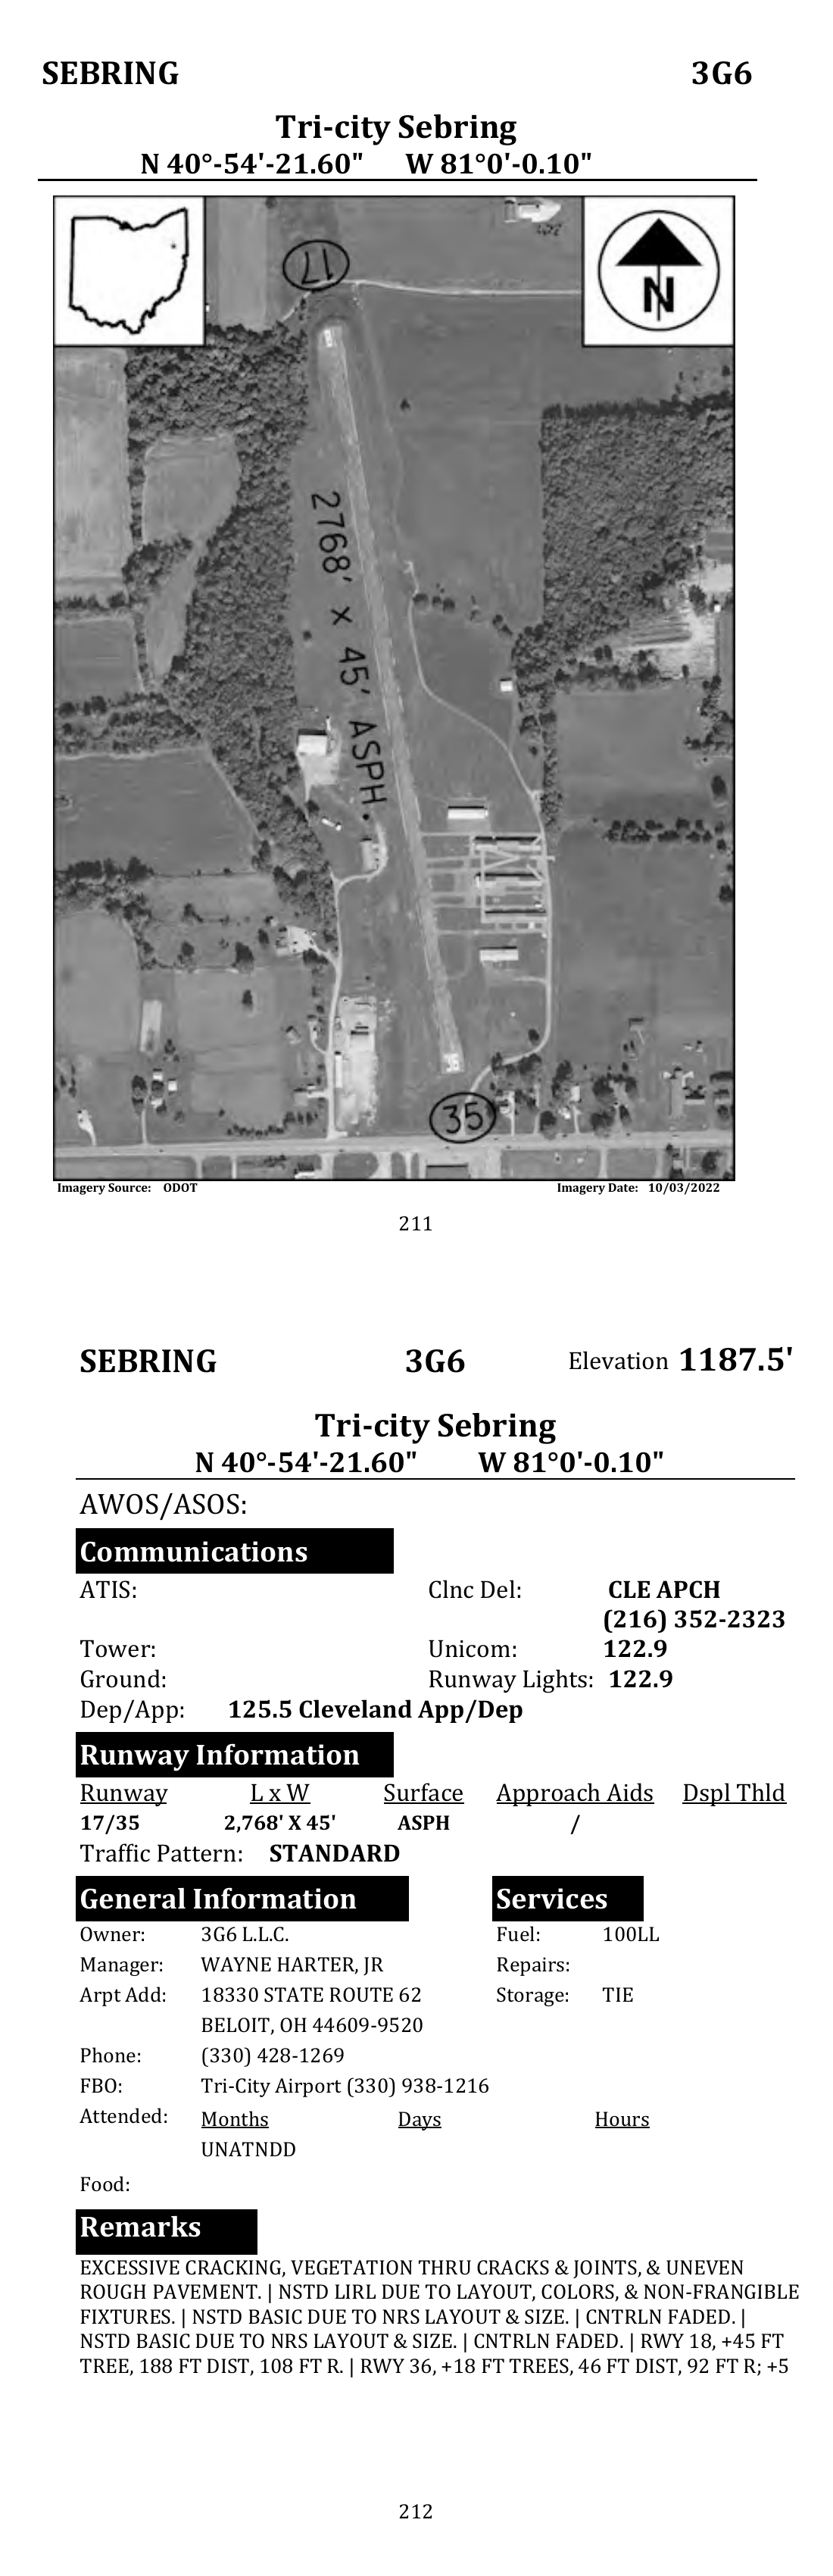 SEBRING 3G6
Tri-city Sebring
N 40°-54'-21.60" W 81°0'-0.10"
17
N
2768' x 45' ASPH.
35
Imagery Source: ODOT Imagery Date: 10/03/2022
211
SEBRING 3G6 Elevation 1187.5'
Tri-city Sebring
N 40°-54'-21.60" W 81°0'-0.10"
AWOS/ASOS:
Communications
ATIS: Clnc Del: CLE APCH
(216) 352-2323
Tower: Unicom: 122.9
Ground: Runway Lights: 122.9
Dep/App: 125.5 Cleveland App/Dep
Runway Information
Runway L x W Surface Approach Aids Dspl Thld
17/35 2,768' X 45' ASPH /
Traffic Pattern: STANDARD
General Information Services
Owner: 3G6 L.L.C. Fuel: 100LL
Manager: WAYNE HARTER, JR Repairs:
Arpt Add: 18330 STATE ROUTE 62 Storage: TIE
BELOIT, OH 44609-9520
Phone: (330) 428-1269
FBO: Tri-City Airport (330) 938-1216
Attended: Months Days Hours
UNATNDD
Food:
Remarks
EXCESSIVE CRACKING, VEGETATION THRU CRACKS & JOINTS, & UNEVEN
ROUGH PAVEMENT. | NSTD LIRL DUE TO LAYOUT, COLORS, & NON-FRANGIBLE
FIXTURES. | NSTD BASIC DUE TO NRS LAYOUT & SIZE. | CNTRLN FADED. |
NSTD BASIC DUE TO NRS LAYOUT & SIZE. | CNTRLN FADED. | RWY 18, +45 FT
TREE, 188 FT DIST, 108 FT R. | RWY 36, +18 FT TREES, 46 FT DIST, 92 FT R; +5
212